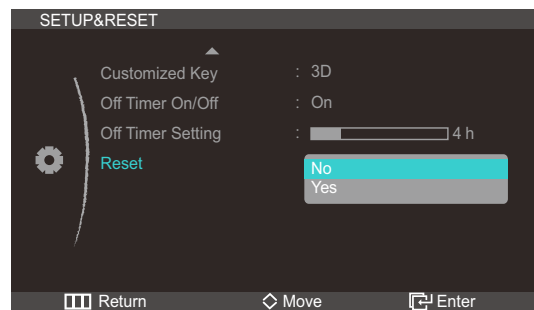 SETUP&RESET
Customized Key : 3D
Off Timer On/Off : On
Off Timer Setting : 4 h
Reset No
Yes
Return Move Enter